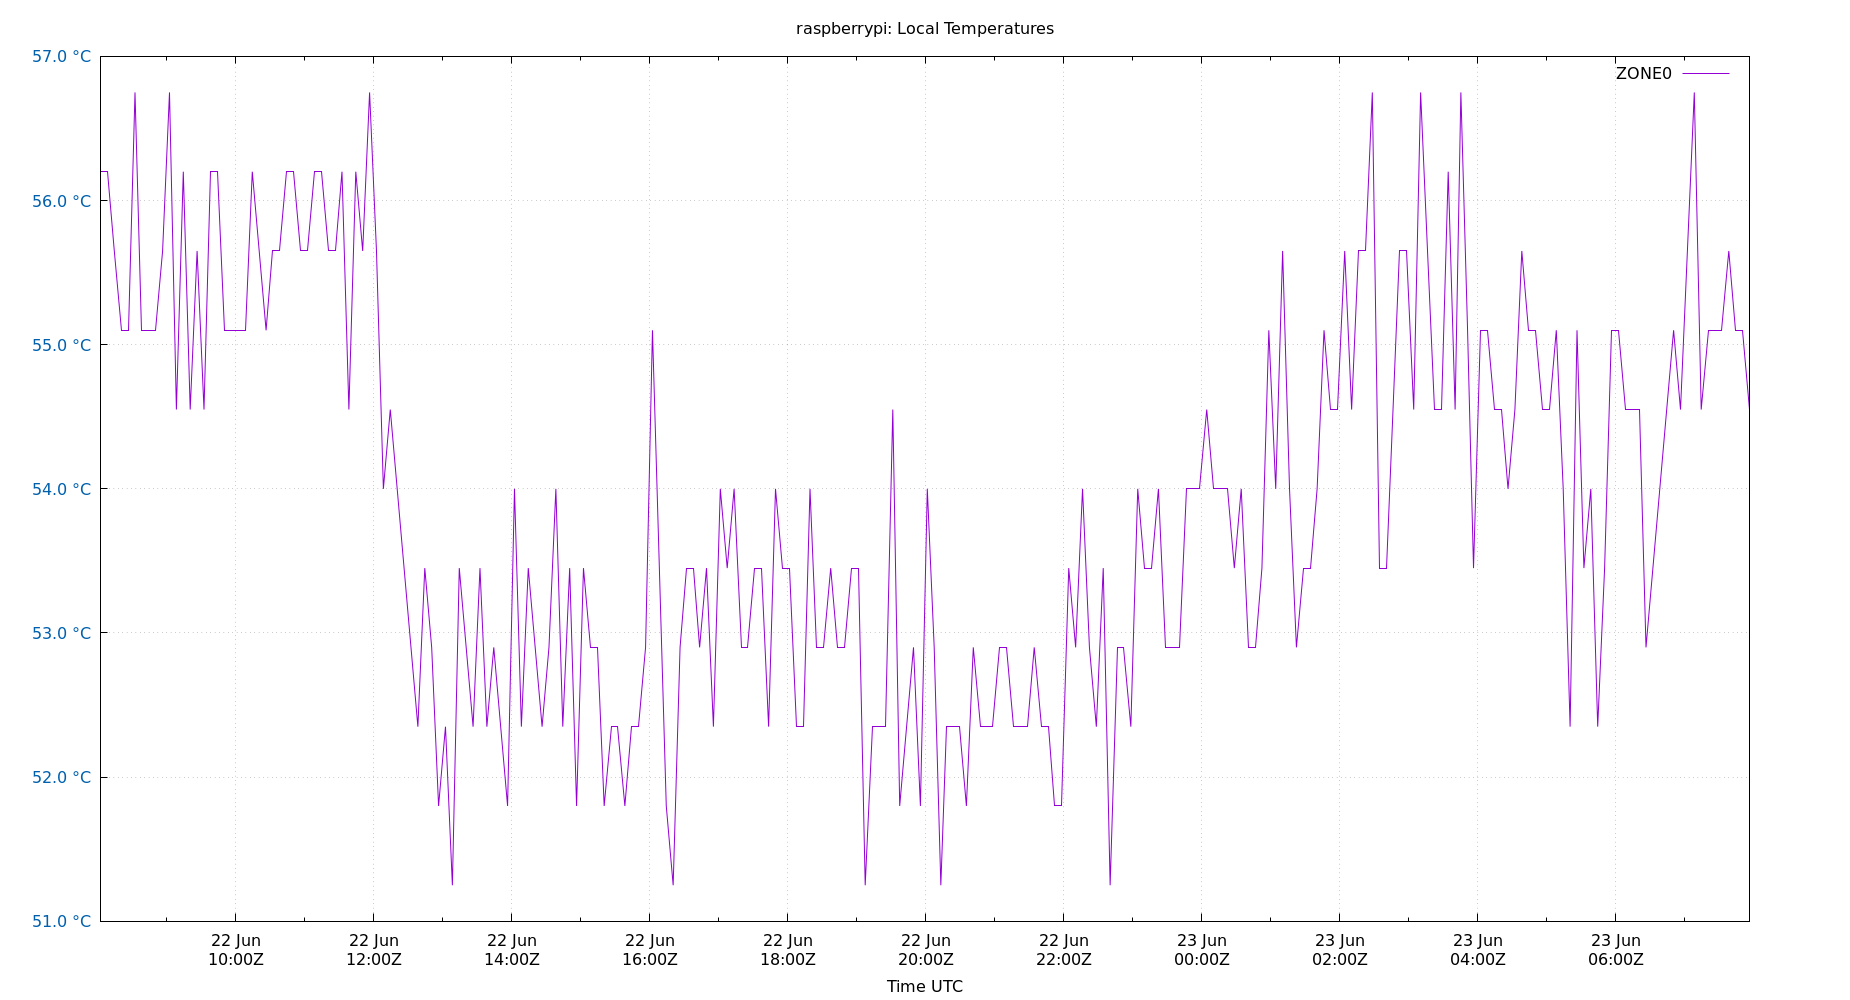 raspberrypi: Local Temperatures
57.0 °C
ZONE0
56.0 °C
55.0 °C
54.0 °C
53.0 °C
52.0 °C
51.0 °C
22 Jun 22 Jun 22 Jun 22 Jun 22 Jun 22 Jun 22 Jun 23 Jun 23 Jun 23 Jun 23 Jun
10:00Z 12:00Z 14:00Z 16:00Z 18:00Z 20:00Z 22:00Z 00:00Z 02:00Z 04:00Z 06:00Z
Time UTC